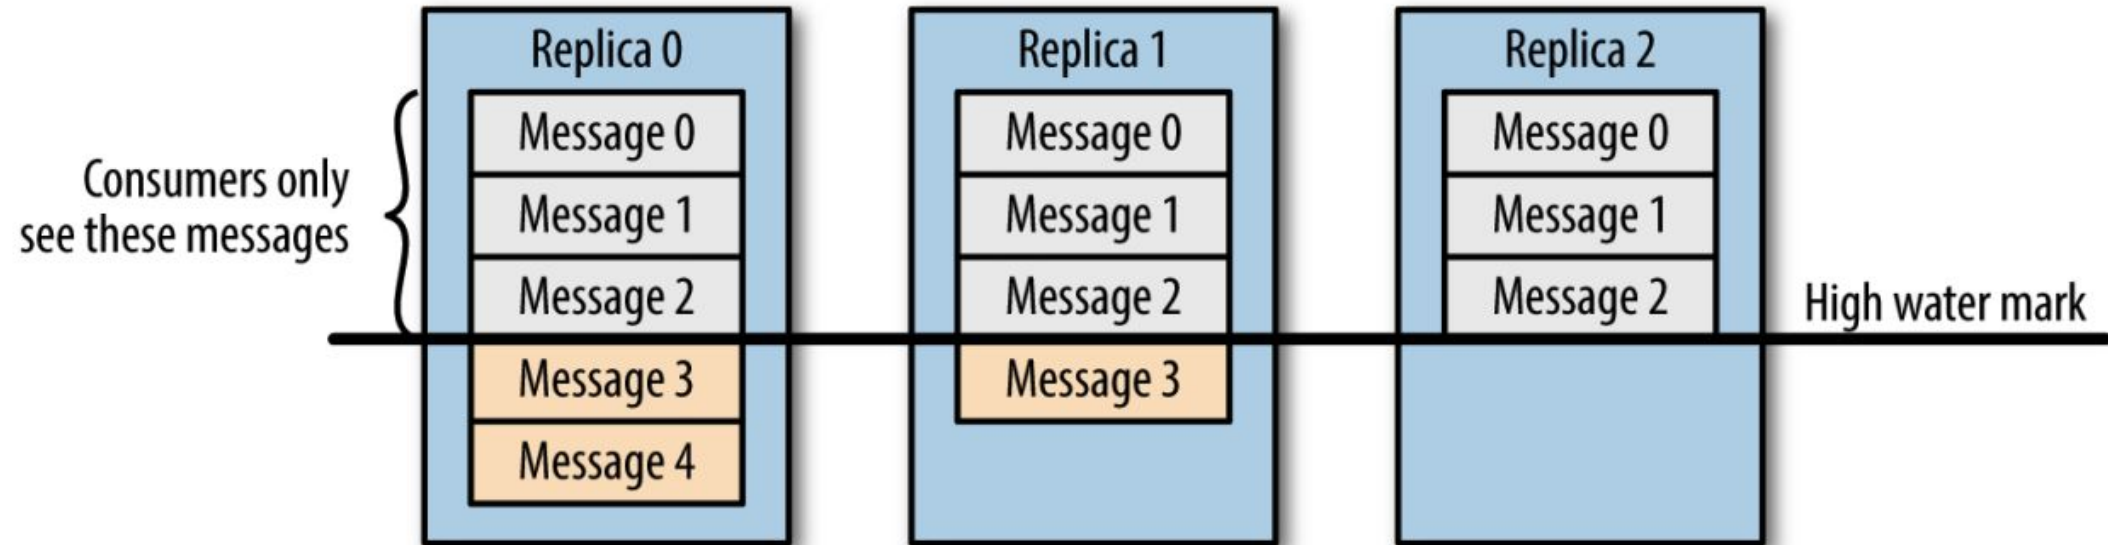 Consumers only
see these messages
Replica 0
Message 0
Message 1
Message 2
Message 3
Message 4
Replica 1
Message 0
Message 1
Message 2
Message 3
Replica 2
Message 0
Message 1
Message 2
High water mark